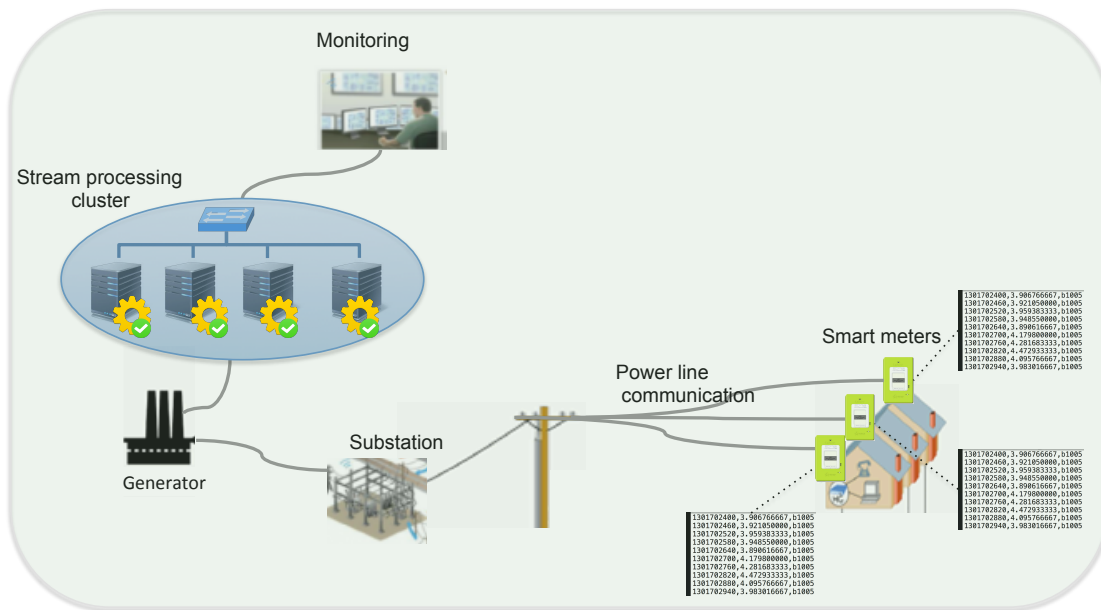 Monitoring
Stream processing
cluster
1301702400,3.906766667,b1005
1301702460,3.921050000,b1005
1301702520,3.959383333,b1005
1301702580,3.948550000,b1005
1301702640,3.890616667,b1005
1301702700,4.179800000,b1005
1301702760,4.281683333,b1005
1301702820,4.472933333,b1005
1301702880,4.095766667,b1005
1301702940,3.983016667,b1005
Smart meters
Power line
communication
Substation
Generator
1301702400,3.906766667,b1005
1301702460,3.921050000,b1005
1301702520,3.959383333,b1005
1301702580,3.948550000,b1005
1301702640,3.890616667,b1005
1301702700,4.179800000,b1005
1301702760,4.281683333,b1005
1301702820,4.472933333,b1005
1301702880,4.095766667,b1005
1301702940,3.983016667,b1005
1301702400,3.906766667,b1005
1301702460,3.921050000,b1005
1301702520,3.959383333,b1005
1301702580,3.948550000,b1005
1301702640,3.890616667,b1005
1301702700,4.179800000,b1005
1301702760,4.281683333,b1005
1301702820,4.472933333,b1005
1301702880,4.095766667,b1005
1301702940,3.983016667,b1005